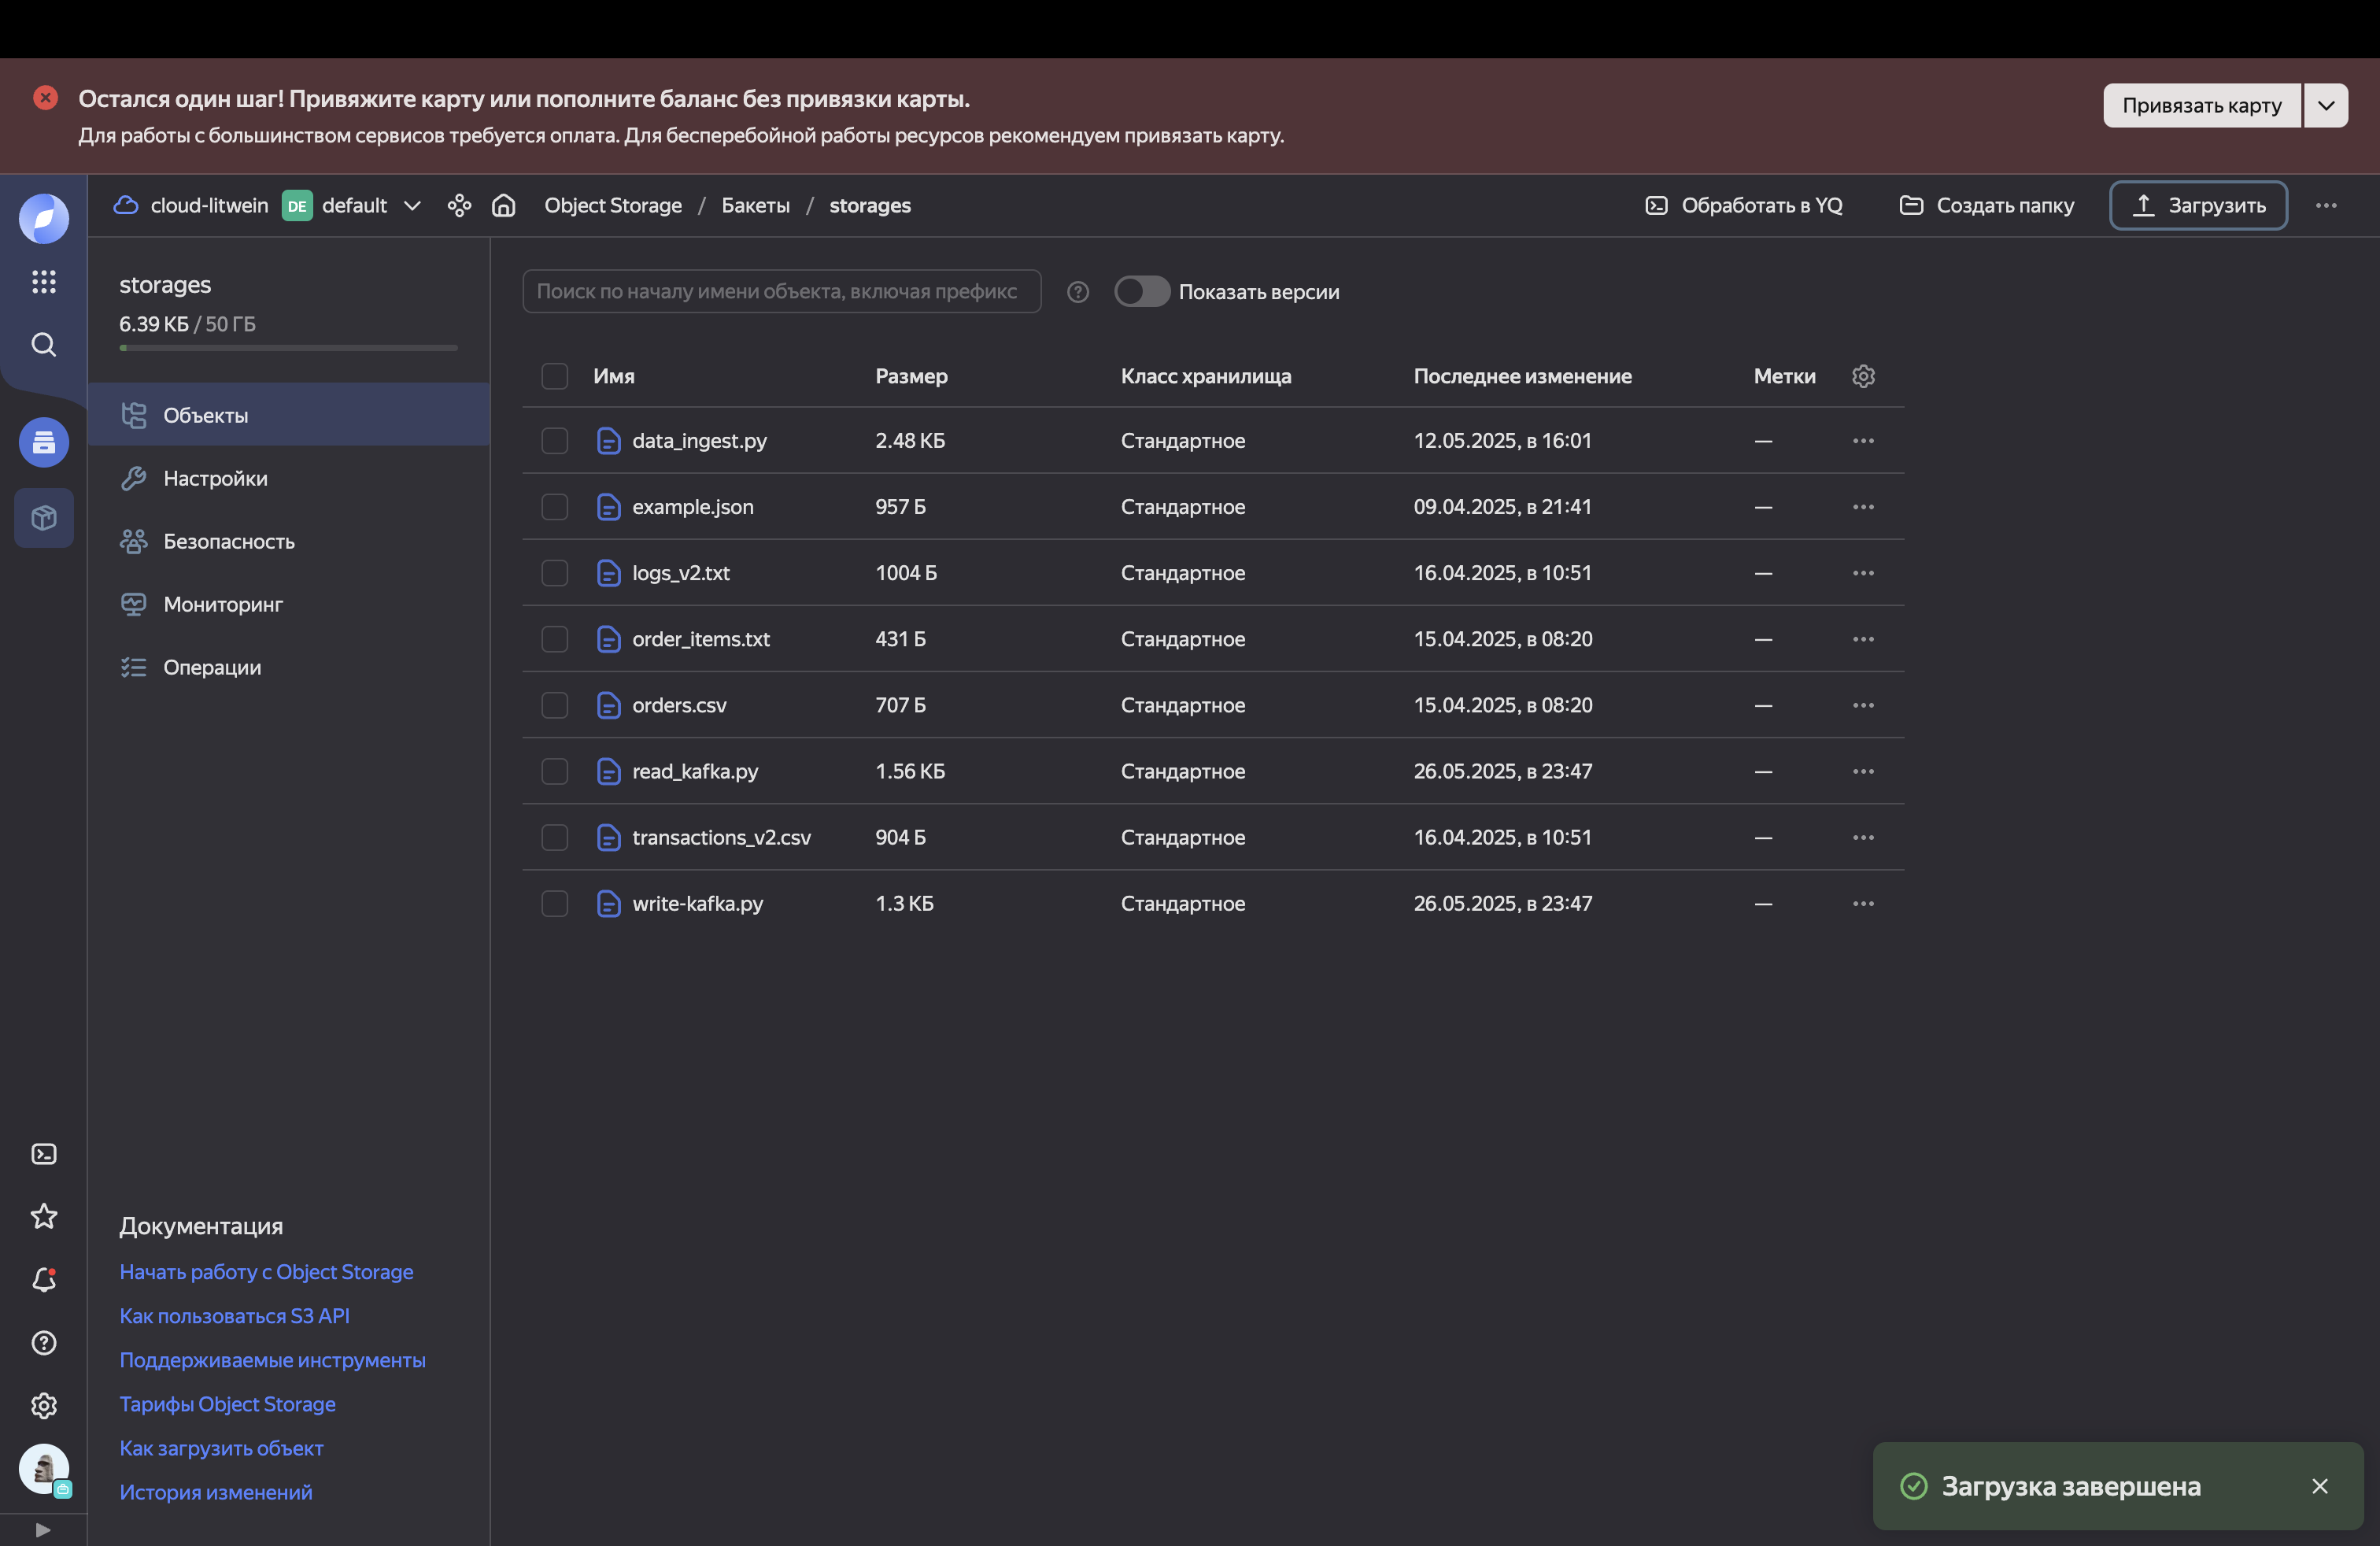 Остался один шаг! Привяжите карту или пополните баланс без привязки карты.
Для работы с большинством сервисов требуется оплата. Для бесперебойной работы ресурсов рекомендуем привязать карту.
Привязать карту
cloud-litwein DE default Object Storage / Бакеты / storages
Обработать в YQ Создать папку Загрузить
storages
6.39 КБ / 50 ГБ
Объекты
Настройки
Безопасность
Мониторинг
Операции
Поиск по началу имени объекта, включая префикс
Показать версии
Имя Размер Класс хранилища Последнее изменение Метки
data_ingest.py 2.48 КБ Стандартное 12.05.2025, в 16:01 —
example.json 957 Б Стандартное 09.04.2025, в 21:41 —
logs_v2.txt 1004 Б Стандартное 16.04.2025, в 10:51 —
order_items.txt 431 Б Стандартное 15.04.2025, в 08:20 —
orders.csv 707 Б Стандартное 15.04.2025, в 08:20 —
read_kafka.py 1.56 КБ Стандартное 26.05.2025, в 23:47 —
transactions_v2.csv 904 Б Стандартное 16.04.2025, в 10:51 —
write-kafka.py 1.3 КБ Стандартное 26.05.2025, в 23:47 —
Документация
Начать работу с Object Storage
Как пользоваться S3 API
Поддерживаемые инструменты
Тарифы Object Storage
Как загрузить объект
История изменений
Загрузка завершена